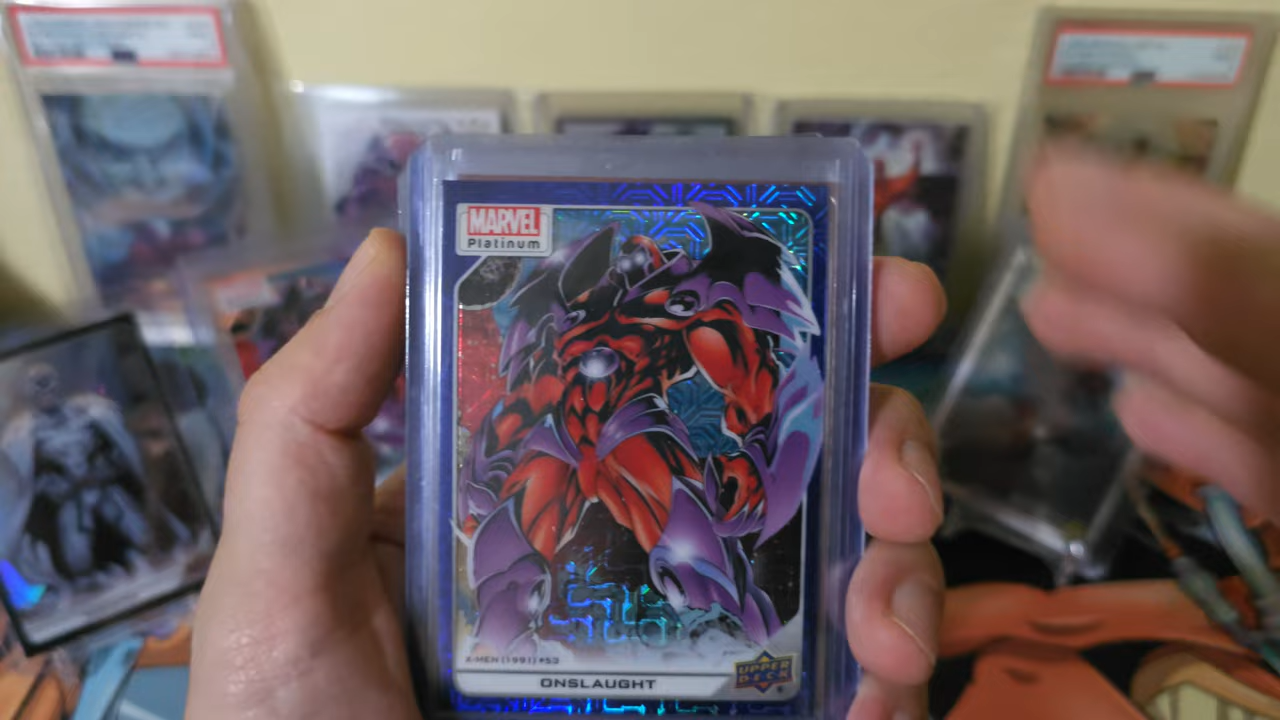 MARVEL
Platinum
X-MEN (1991) #53
ONSLAUGHT
UPPER
DECK